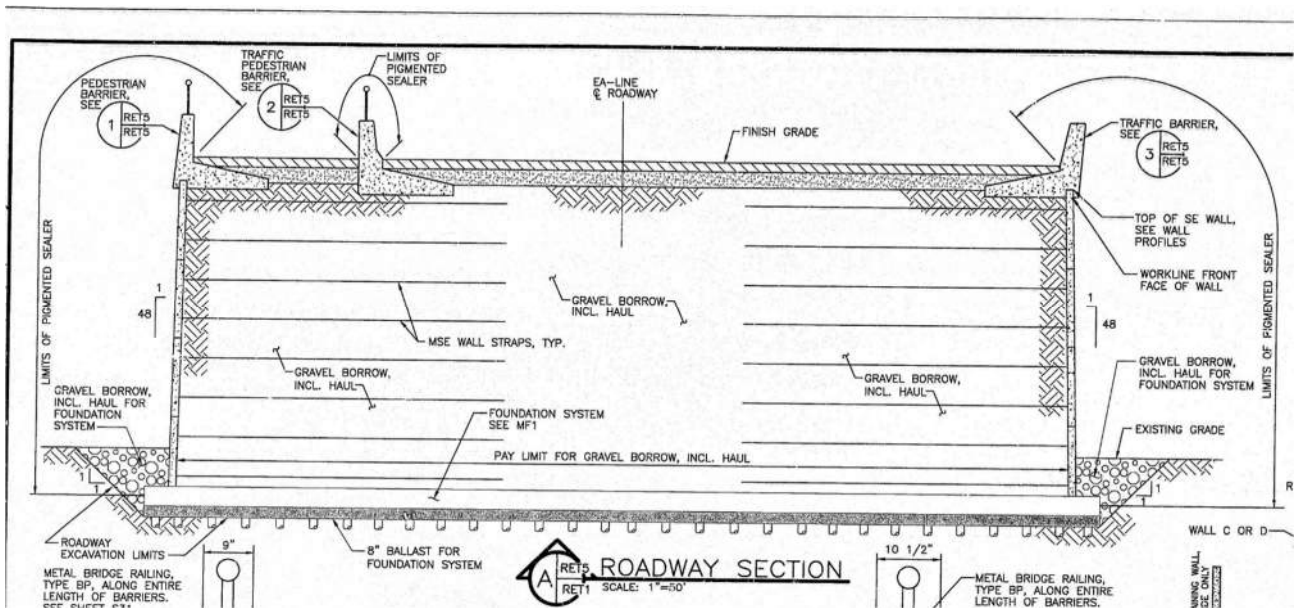 PEDESTRIAN
BARRIER,
SEE
1
RET5
RET5
TRAFFIC
PEDESTRIAN
BARRIER,
SEE
2
RET5
RET5
LIMITS OF
PIGMENTED
SEALER
EA-LINE
℄ ROADWAY
FINISH GRADE
TRAFFIC BARRIER,
SEE
3
RET5
RET5
TOP OF SE WALL,
SEE WALL
PROFILES
WORKLINE FRONT
FACE OF WALL
LIMITS OF PIGMENTED SEALER
1
48
GRAVEL BORROW,
INCL. HAUL
MSE WALL STRAPS, TYP.
1
48
LIMITS OF PIGMENTED SEALER
GRAVEL BORROW,
INCL. HAUL FOR
FOUNDATION
SYSTEM
GRAVEL BORROW,
INCL. HAUL
GRAVEL BORROW,
INCL. HAUL
GRAVEL BORROW,
INCL. HAUL FOR
FOUNDATION SYSTEM
FOUNDATION SYSTEM
SEE MF1
EXISTING GRADE
PAY LIMIT FOR GRAVEL BORROW, INCL. HAUL
1
1
1
1
R
ROADWAY
EXCAVATION LIMITS
8" BALLAST FOR
FOUNDATION SYSTEM
WALL C OR D
A
RET5
RET1
ROADWAY SECTION
SCALE: 1"=50'
9"
10 1/2"
METAL BRIDGE RAILING,
TYPE BP, ALONG ENTIRE
LENGTH OF BARRIERS.
SEE SHEET S31
METAL BRIDGE RAILING,
TYPE BP, ALONG ENTIRE
LENGTH OF BARRIERS.